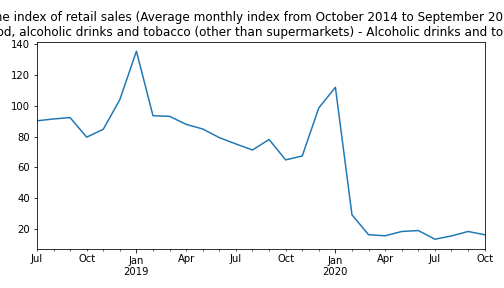 e index of retail sales (Average monthly index from October 2014 to September 20
od, alcoholic drinks and tobacco (other than supermarkets) - Alcoholic drinks and to
140
120
100
80
60
40
20
Jul Oct Jan Apr Jul Oct Jan Apr Jul Oct
2019 2020